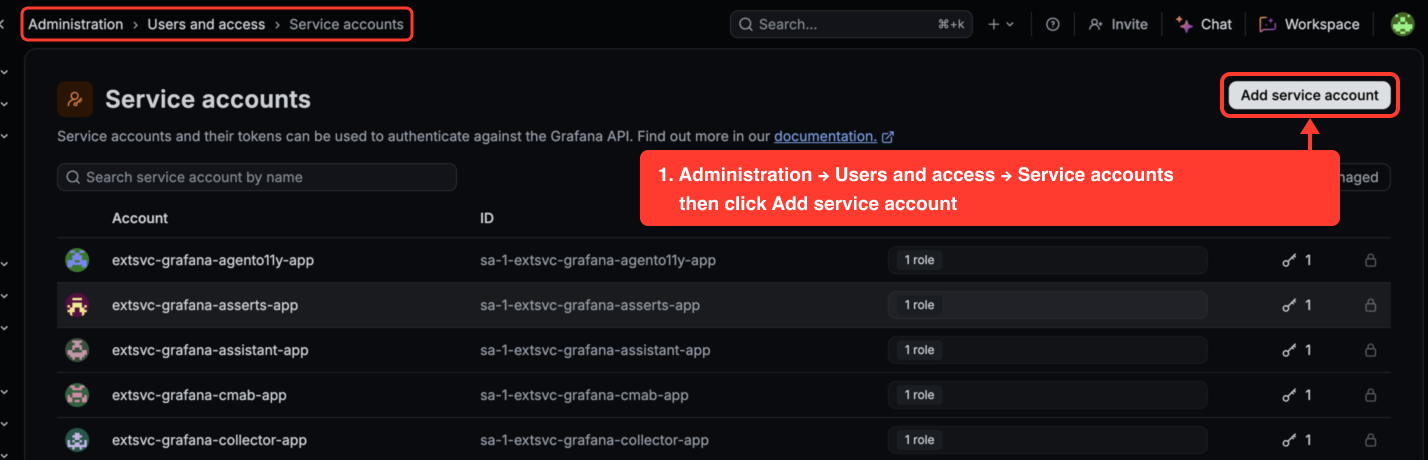 Administration > Users and access > Service accounts
Search... ⌘+k
Invite
Chat
Workspace
Service accounts
Add service account
Service accounts and their tokens can be used to authenticate against the Grafana API. Find out more in our documentation.
Search service account by name
1. Administration → Users and access → Service accounts
then click Add service account
Account ID
extsvc-grafana-agento11y-app sa-1-extsvc-grafana-agento11y-app 1 role 1
extsvc-grafana-asserts-app sa-1-extsvc-grafana-asserts-app 1 role 1
extsvc-grafana-assistant-app sa-1-extsvc-grafana-assistant-app 1 role 1
extsvc-grafana-cmab-app sa-1-extsvc-grafana-cmab-app 1 role 1
extsvc-grafana-collector-app sa-1-extsvc-grafana-collector-app 1 role 1